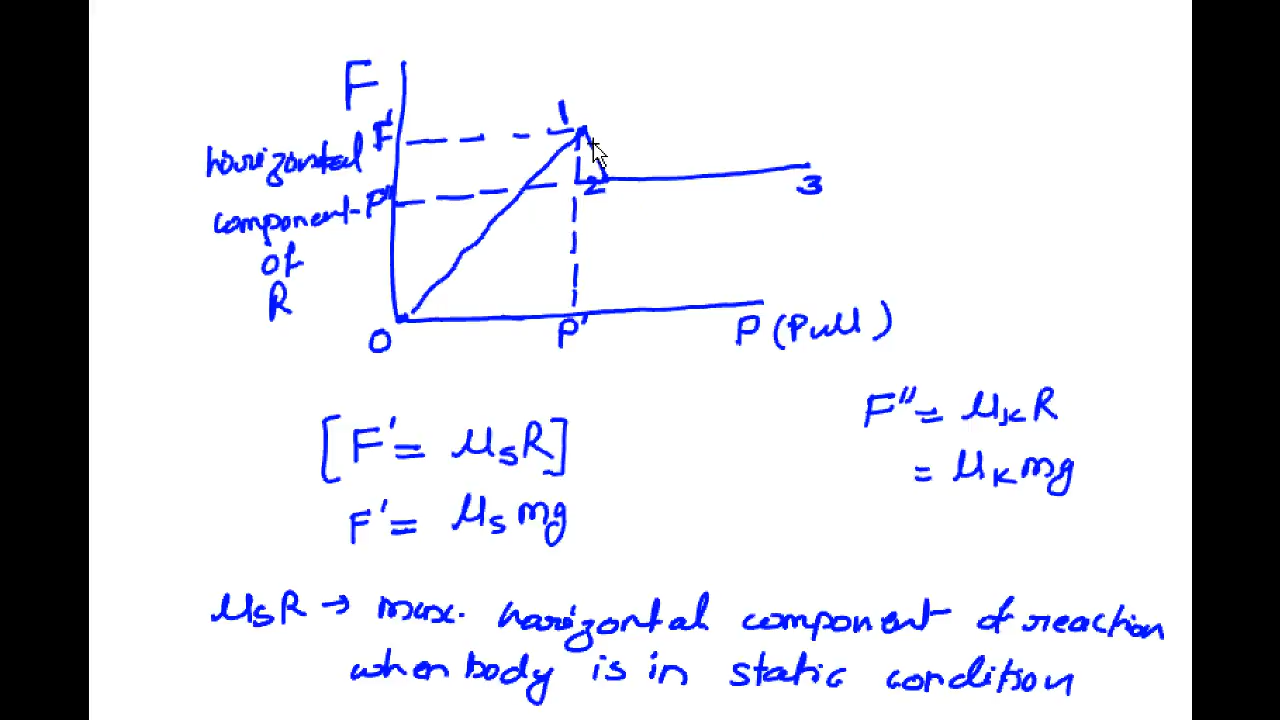 F
F'
horizontal
component
of
R
P"
1
2
3
O
P'
P (Pull)
[F' = μsR]
F' = μs mg
F" = μkR
= μk mg
μsR → max. horizontal component of reaction
when body is in static condition